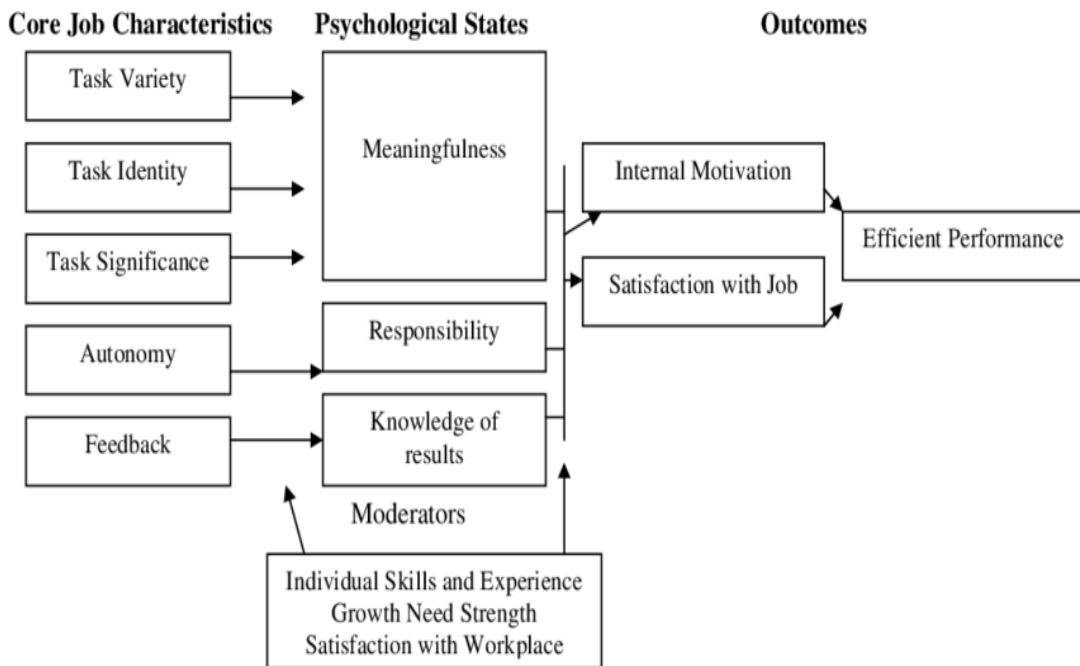 Core Job Characteristics
Psychological States
Outcomes
Task Variety
Task Identity
Task Significance
Autonomy
Feedback
Meaningfulness
Responsibility
Knowledge of
results
Internal Motivation
Satisfaction with Job
Efficient Performance
Moderators
Individual Skills and Experience
Growth Need Strength
Satisfaction with Workplace